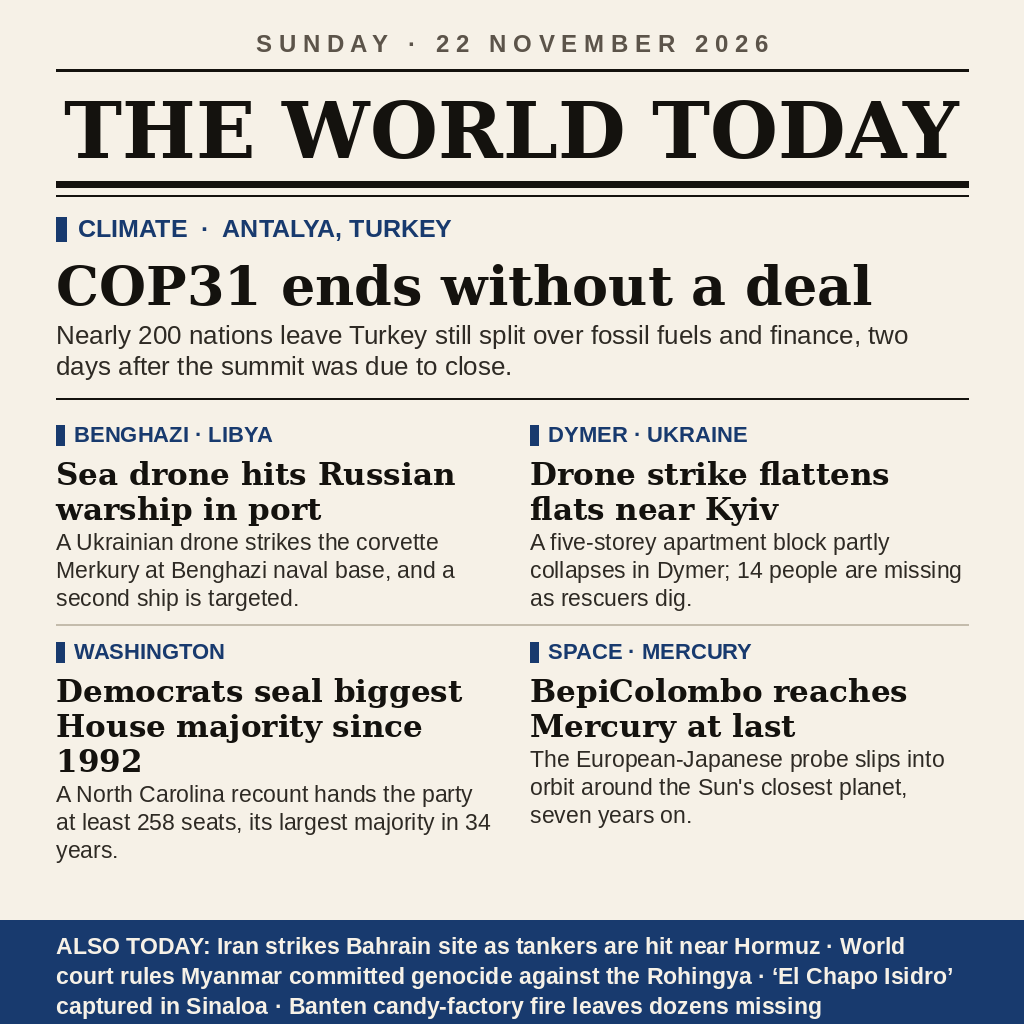 SUNDAY · 22 NOVEMBER 2026
THE WORLD TODAY
CLIMATE · ANTALYA, TURKEY
COP31 ends without a deal
Nearly 200 nations leave Turkey still split over fossil fuels and finance, two
days after the summit was due to close.
BENGHAZI · LIBYA
Sea drone hits Russian
warship in port
A Ukrainian drone strikes the corvette
Merkury at Benghazi naval base, and a
second ship is targeted.
DYMER · UKRAINE
Drone strike flattens
flats near Kyiv
A five-storey apartment block partly
collapses in Dymer; 14 people are missing
as rescuers dig.
WASHINGTON
Democrats seal biggest
House majority since
1992
A North Carolina recount hands the party
at least 258 seats, its largest majority in 34
years.
SPACE · MERCURY
BepiColombo reaches
Mercury at last
The European-Japanese probe slips into
orbit around the Sun's closest planet,
seven years on.
ALSO TODAY: Iran strikes Bahrain site as tankers are hit near Hormuz · World
court rules Myanmar committed genocide against the Rohingya · ‘El Chapo Isidro’
captured in Sinaloa · Banten candy-factory fire leaves dozens missing